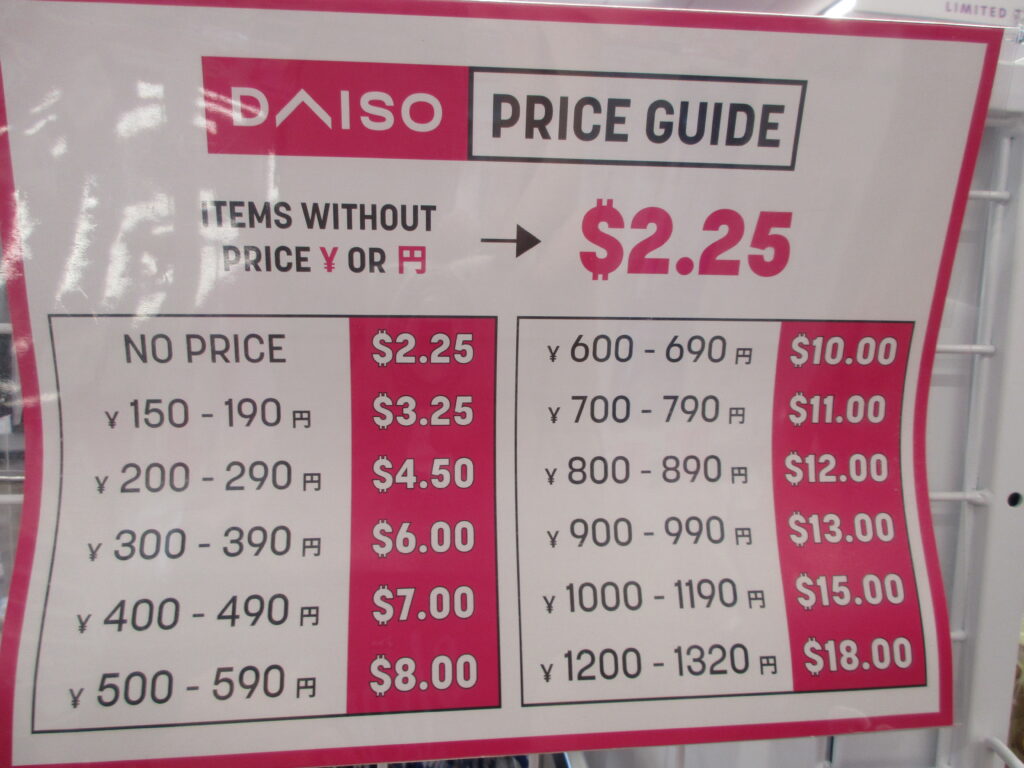 LIMITED
DAISO PRICE GUIDE
ITEMS WITHOUT
PRICE ¥ OR 円
$2.25
NO PRICE $2.25
¥ 150 - 190 円 $3.25
¥ 200 - 290 円 $4.50
¥ 300 - 390 円 $6.00
¥ 400 - 490 円 $7.00
¥ 500 - 590 円 $8.00
¥ 600 - 690 円 $10.00
¥ 700 - 790 円 $11.00
¥ 800 - 890 円 $12.00
¥ 900 - 990 円 $13.00
¥ 1000 - 1190 円 $15.00
¥ 1200 - 1320 円 $18.00